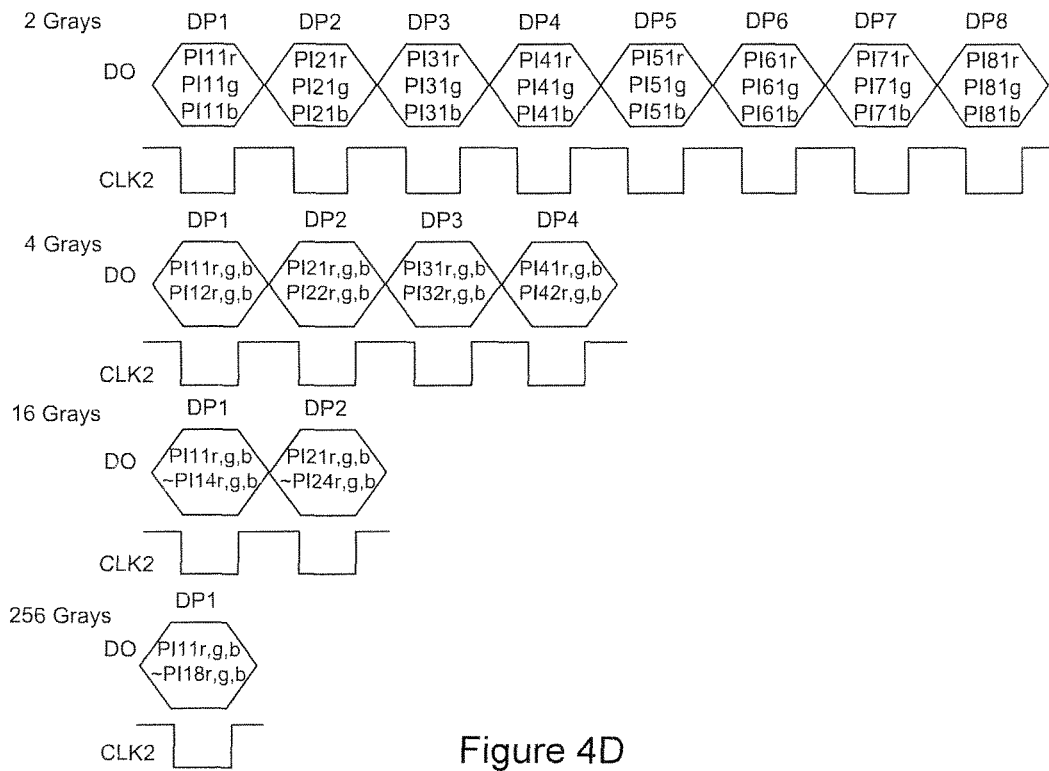 2 Grays
DP1 DP2 DP3 DP4 DP5 DP6 DP7 DP8
DO
PI11r PI21r PI31r PI41r PI51r PI61r PI71r PI81r
PI11g PI21g PI31g PI41g PI51g PI61g PI71g PI81g
PI11b PI21b PI31b PI41b PI51b PI61b PI71b PI81b
CLK2
DP1 DP2 DP3 DP4
4 Grays
DO
PI11r,g,b PI21r,g,b PI31r,g,b PI41r,g,b
PI12r,g,b PI22r,g,b PI32r,g,b PI42r,g,b
CLK2
16 Grays
DP1 DP2
DO
PI11r,g,b PI21r,g,b
~PI14r,g,b ~PI24r,g,b
CLK2
256 Grays
DP1
DO
PI11r,g,b
~PI18r,g,b
CLK2
Figure 4D